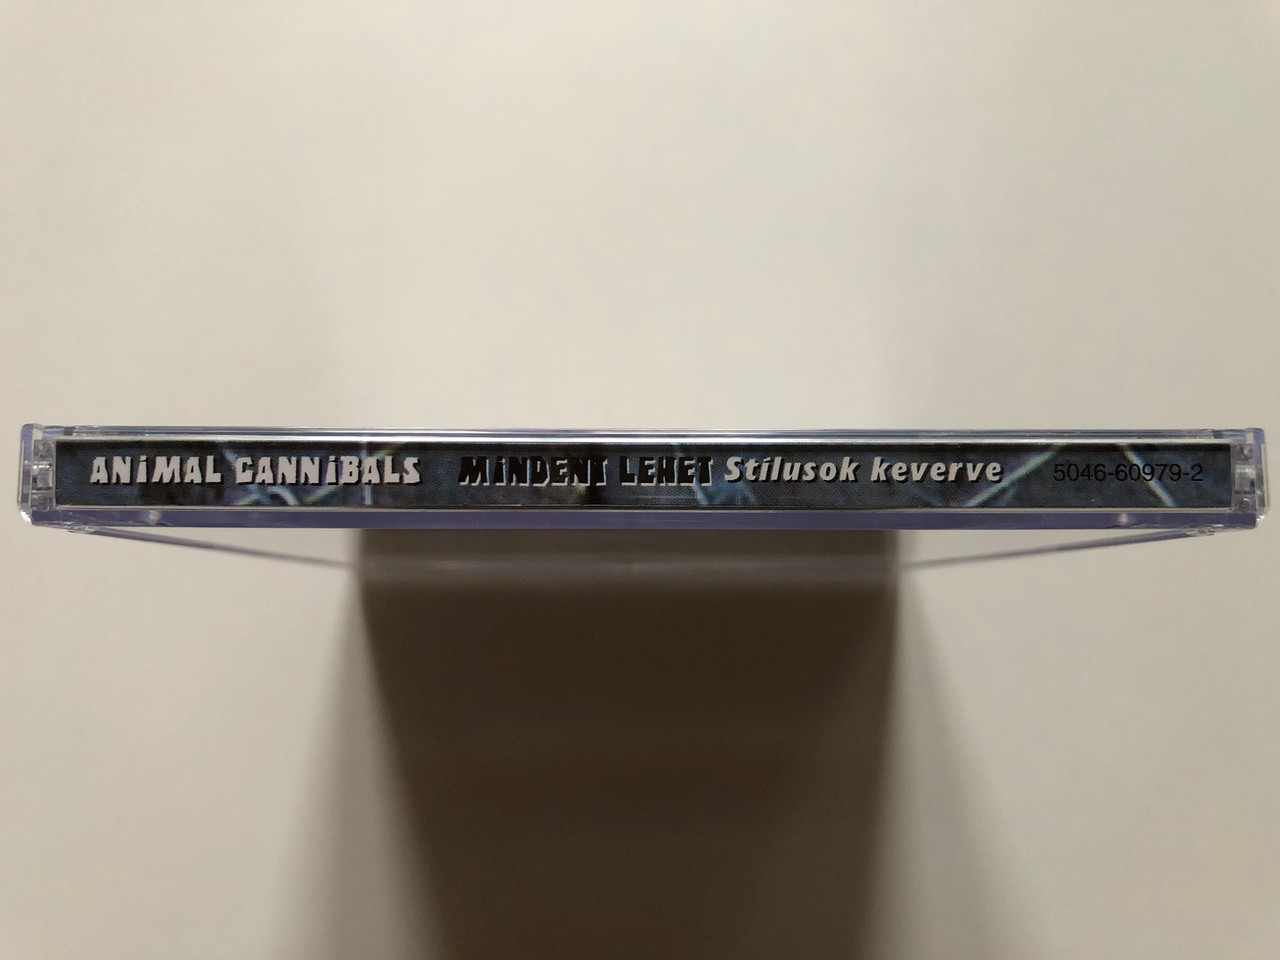 ANiMAL CANNiBALS MiNDENT LEHET Stílusok keverve 5046-60979-2